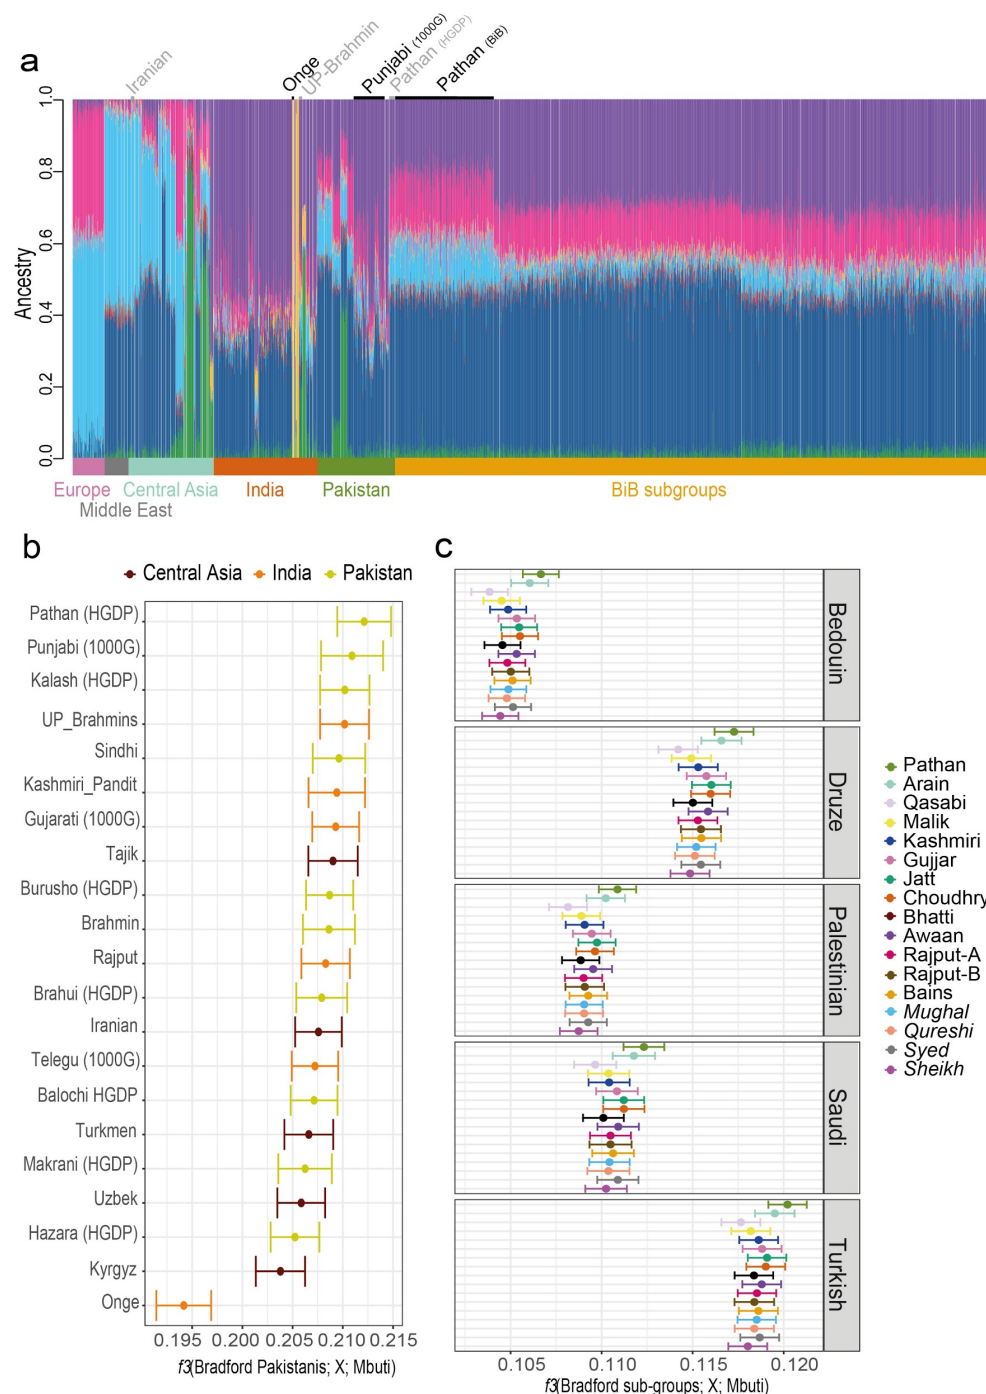 a
Iranian
Onge
UP-Brahmin
Punjabi (1000G)
Pathan (HGDP)
Pathan (BiB)
Ancestry
1.0
0.8
0.6
0.4
0.2
0.0
Europe
Middle East
Central Asia
India
Pakistan
BiB subgroups
b
Central Asia India Pakistan
Pathan (HGDP)
Punjabi (1000G)
Kalash (HGDP)
UP_Brahmins
Sindhi
Kashmiri_Pandit
Gujarati (1000G)
Tajik
Burusho (HGDP)
Brahmin
Rajput
Brahui (HGDP)
Iranian
Telegu (1000G)
Balochi HGDP
Turkmen
Makrani (HGDP)
Uzbek
Hazara (HGDP)
Kyrgyz
Onge
0.195 0.200 0.205 0.210 0.215
f3(Bradford Pakistanis; X; Mbuti)
c
Bedouin
Druze
Palestinian
Saudi
Turkish
0.105 0.110 0.115 0.120
f3(Bradford sub-groups; X; Mbuti)
Pathan
Arain
Qasabi
Malik
Kashmiri
Gujjar
Jatt
Choudhry
Bhatti
Awaan
Rajput-A
Rajput-B
Bains
Mughal
Qureshi
Syed
Sheikh